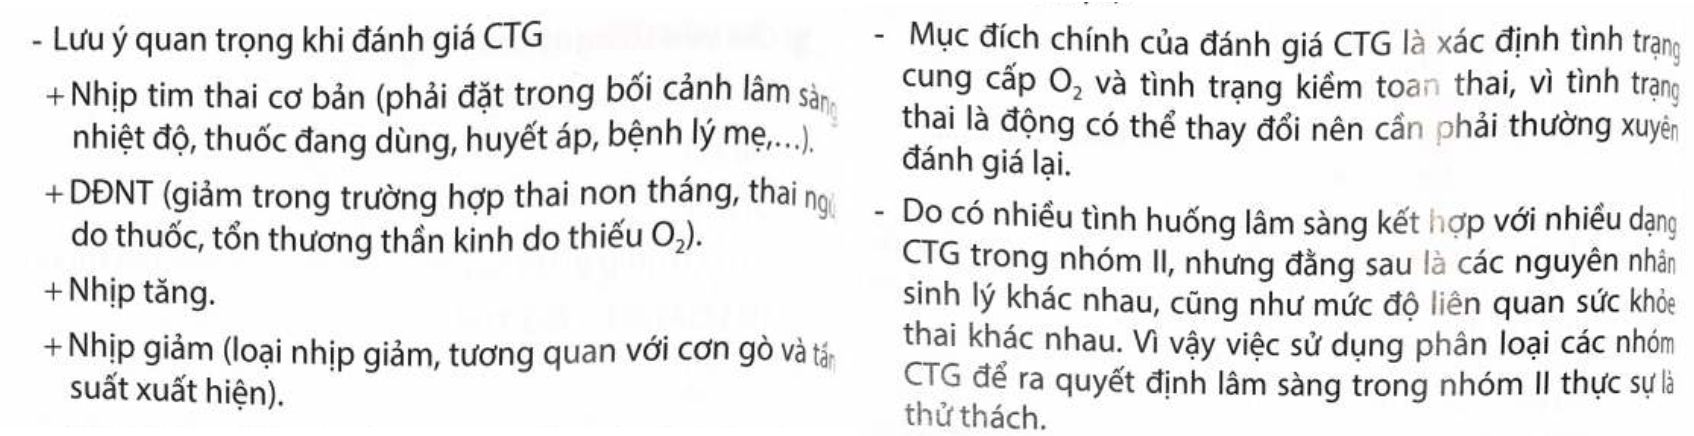 - Lưu ý quan trọng khi đánh giá CTG
+ Nhịp tim thai cơ bản (phải đặt trong bối cảnh lâm sàng
nhiệt độ, thuốc đang dùng, huyết áp, bệnh lý mẹ,...).
+ DĐNT (giảm trong trường hợp thai non tháng, thai ngủ
do thuốc, tổn thương thần kinh do thiếu O₂).
+ Nhịp tăng.
+ Nhịp giảm (loại nhịp giảm, tương quan với cơn gò và tần
suất xuất hiện).
- Mục đích chính của đánh giá CTG là xác định tình trạng
cung cấp O₂ và tình trạng kiềm toan thai, vì tình trạng
thai là động có thể thay đổi nên cần phải thường xuyên
đánh giá lại.
- Do có nhiều tình huống lâm sàng kết hợp với nhiều dạng
CTG trong nhóm II, nhưng đằng sau là các nguyên nhân
sinh lý khác nhau, cũng như mức độ liên quan sức khỏe
thai khác nhau. Vì vậy việc sử dụng phân loại các nhóm
CTG để ra quyết định lâm sàng trong nhóm II thực sự là
thử thách.